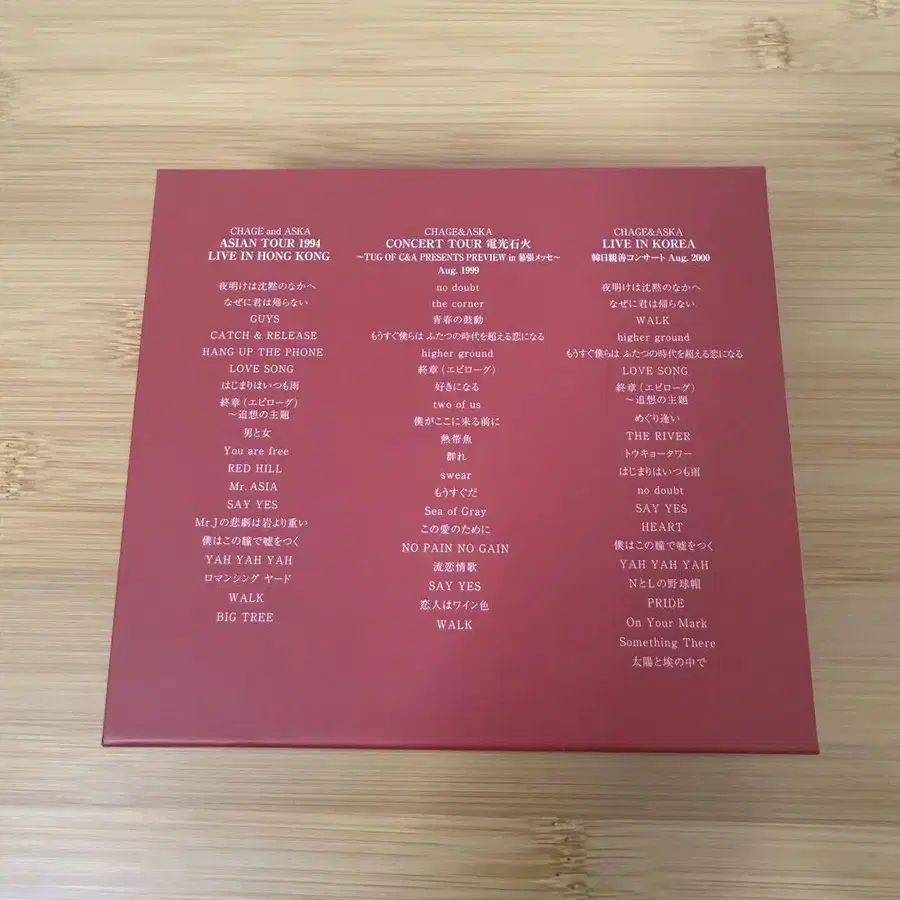 CHAGE and ASKA
ASIAN TOUR 1994
LIVE IN HONG KONG
夜明けは沈黙のなかへ
なぜに君は帰らない
GUYS
CATCH & RELEASE
HANG UP THE PHONE
LOVE SONG
はじまりはいつも雨
終章（エピローグ）
～追想の主題
男と女
You are free
RED HILL
Mr. ASIA
SAY YES
Mr.Jの悲劇は岩より重い
僕はこの瞳で嘘をつく
YAH YAH YAH
ロマンシング ヤード
WALK
BIG TREE
CHAGE&ASKA
CONCERT TOUR 電光石火
～TUG OF C&A PRESENTS PREVIEW in 幕張メッセ～
Aug. 1999
no doubt
the corner
青春の鼓動
もうすぐ僕らは ふたつの時代を超える恋になる
higher ground
終章（エピローグ）
好きになる
two of us
僕がここに来る前に
熱帯魚
群れ
swear
もうすぐだ
Sea of Gray
この愛のために
NO PAIN NO GAIN
流恋情歌
SAY YES
恋人はワイン色
WALK
CHAGE&ASKA
LIVE IN KOREA
韓日親善コンサート Aug. 2000
夜明けは沈黙のなかへ
なぜに君は帰らない
WALK
higher ground
もうすぐ僕らは ふたつの時代を超える恋になる
LOVE SONG
終章（エピローグ）
～追想の主題
めぐり逢い
THE RIVER
トウキョータワー
はじまりはいつも雨
no doubt
SAY YES
HEART
僕はこの瞳で嘘をつく
YAH YAH YAH
NとLの野球帽
PRIDE
On Your Mark
Something There
太陽と埃の中で